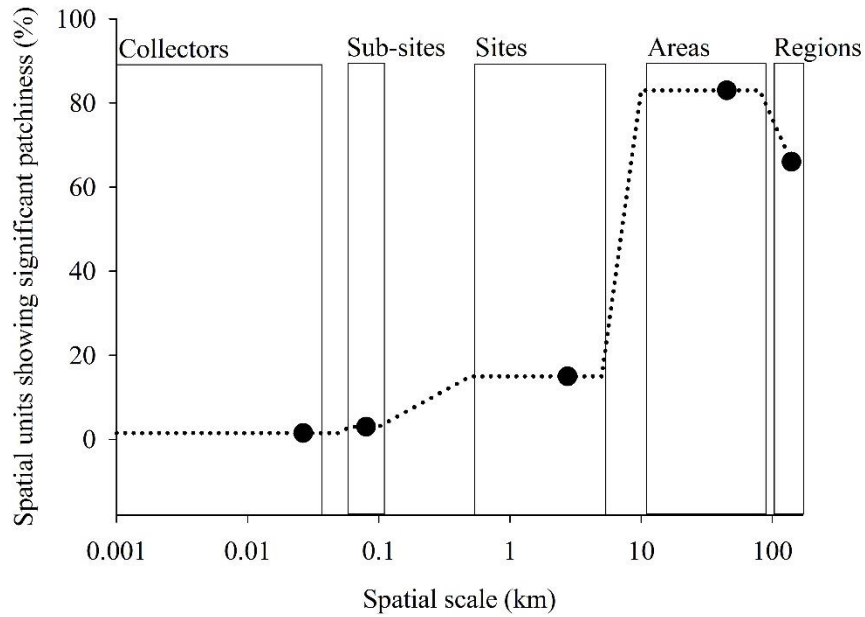 100
80
60
40
20
0
Spatial units showing significant patchiness (%)
Collectors
Sub-sites
Sites
Areas
Regions
0.001
0.01
0.1
1
10
100
Spatial scale (km)